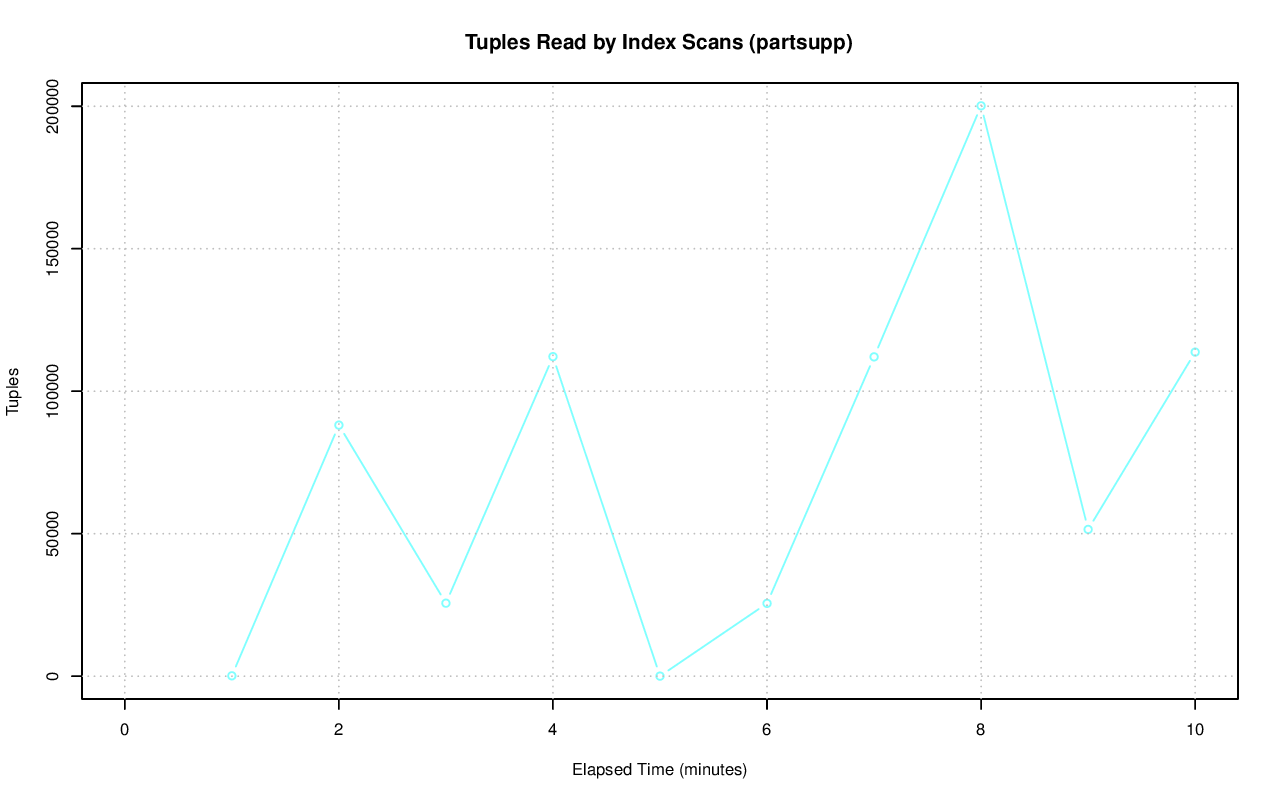 Tuples Read by Index Scans (partsupp)
Tuples
200000
150000
100000
50000
0
0 2 4 6 8 10
Elapsed Time (minutes)